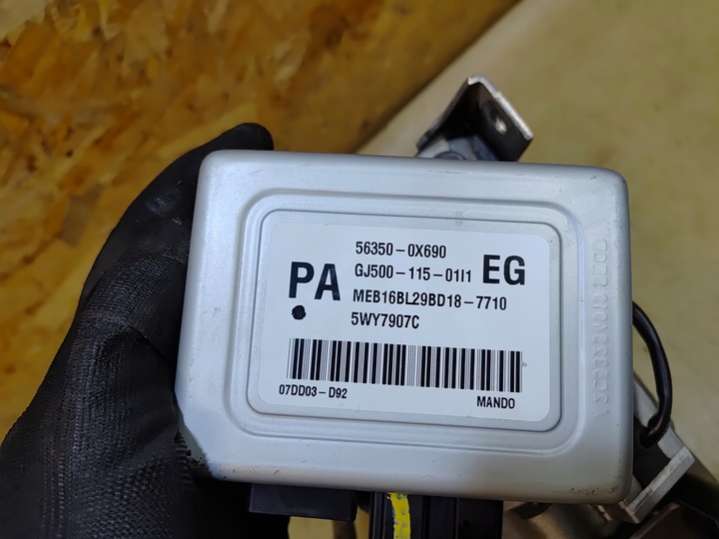 56350-0X690
GJ500-115-01I1
PA
EG
MEB16BL29BD18-7710
5WY7907C
07DD03-D92
MANDO